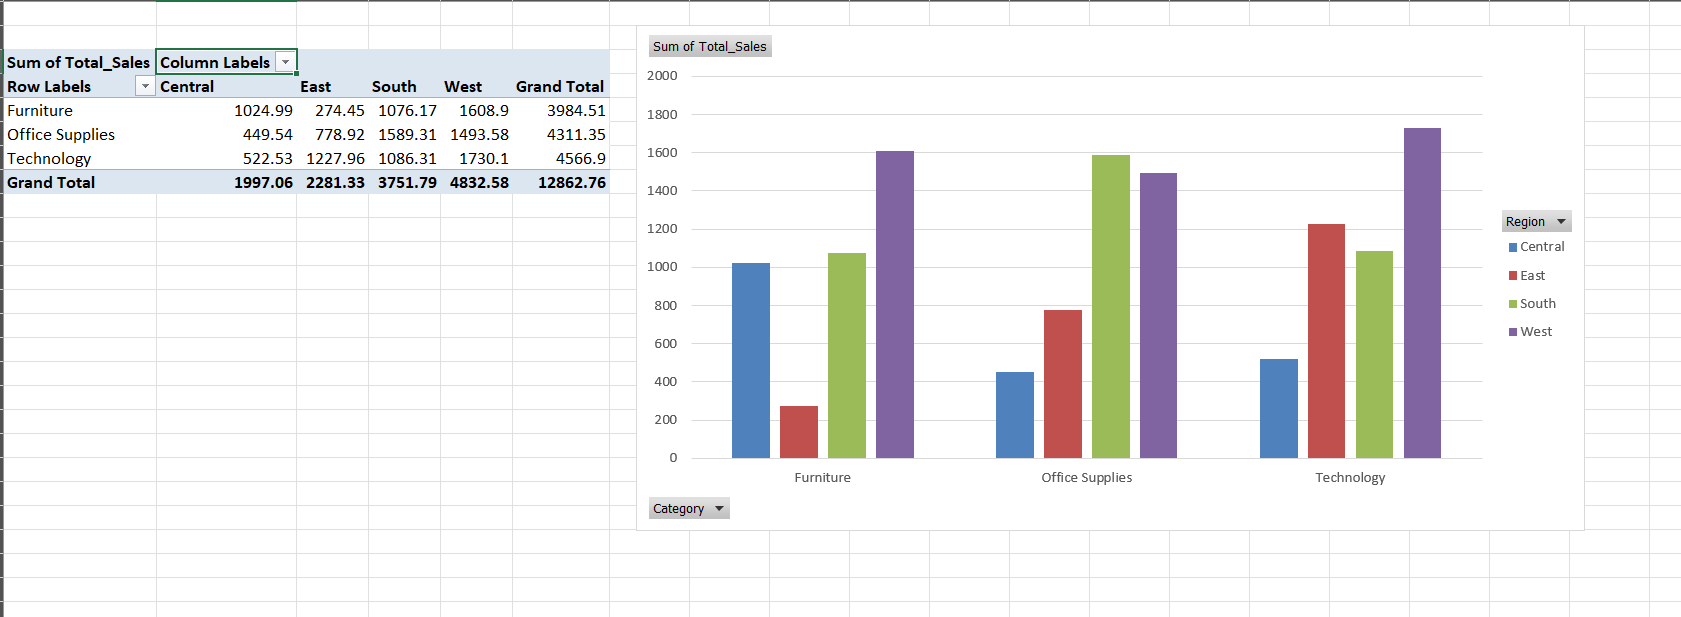 Sum of Total_Sales Column Labels
Row Labels Central East South West Grand Total
Furniture 1024.99 274.45 1076.17 1608.9 3984.51
Office Supplies 449.54 778.92 1589.31 1493.58 4311.35
Technology 522.53 1227.96 1086.31 1730.1 4566.9
Grand Total 1997.06 2281.33 3751.79 4832.58 12862.76
Sum of Total_Sales
2000
1800
1600
1400
1200
1000
800
600
400
200
0
Furniture Office Supplies Technology
Category
Region
Central
East
South
West